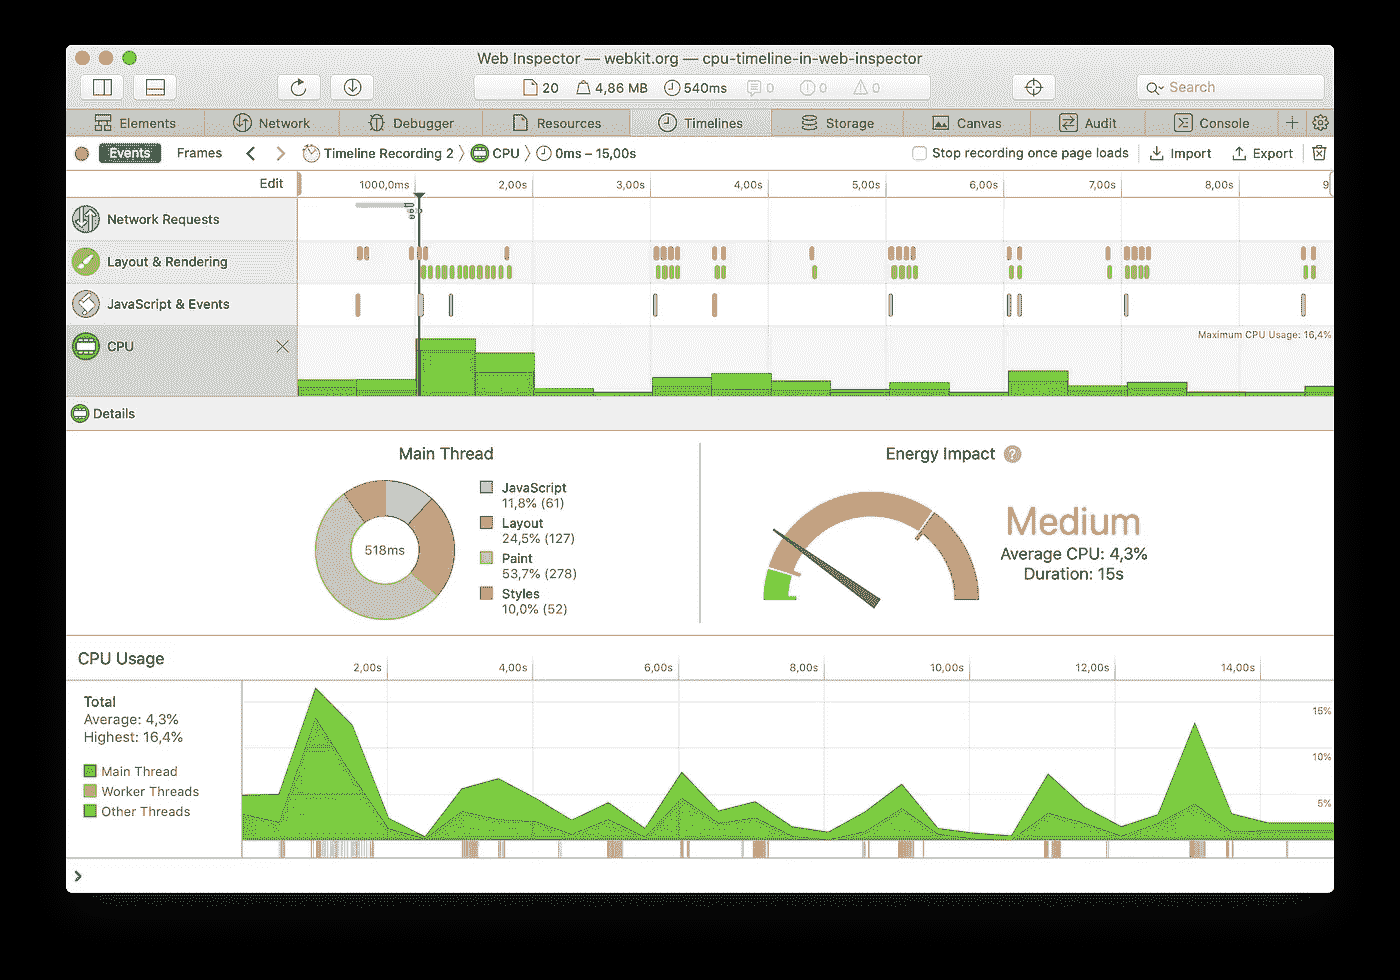 Web Inspector — webkit.org — cpu-timeline-in-web-inspector
20 4,86 MB 540ms 0 0 0 Search
Elements Network Debugger Resources Timelines Storage Canvas Audit Console
Events Frames Timeline Recording 2 CPU 0ms – 15,00s Stop recording once page loads Import Export
Edit 1000,0ms 2,00s 3,00s 4,00s 5,00s 6,00s 7,00s 8,00s 9
Network Requests
Layout & Rendering
JavaScript & Events
CPU
Maximum CPU Usage: 16,4%
Details
Main Thread
518ms
JavaScript
11,8% (61)
Layout
24,5% (127)
Paint
53,7% (278)
Styles
10,0% (52)
Energy Impact ?
Medium
Average CPU: 4,3%
Duration: 15s
CPU Usage
2,00s 4,00s 6,00s 8,00s 10,00s 12,00s 14,00s
Total
Average: 4,3%
Highest: 16,4%
Main Thread
Worker Threads
Other Threads
15%
10%
5%